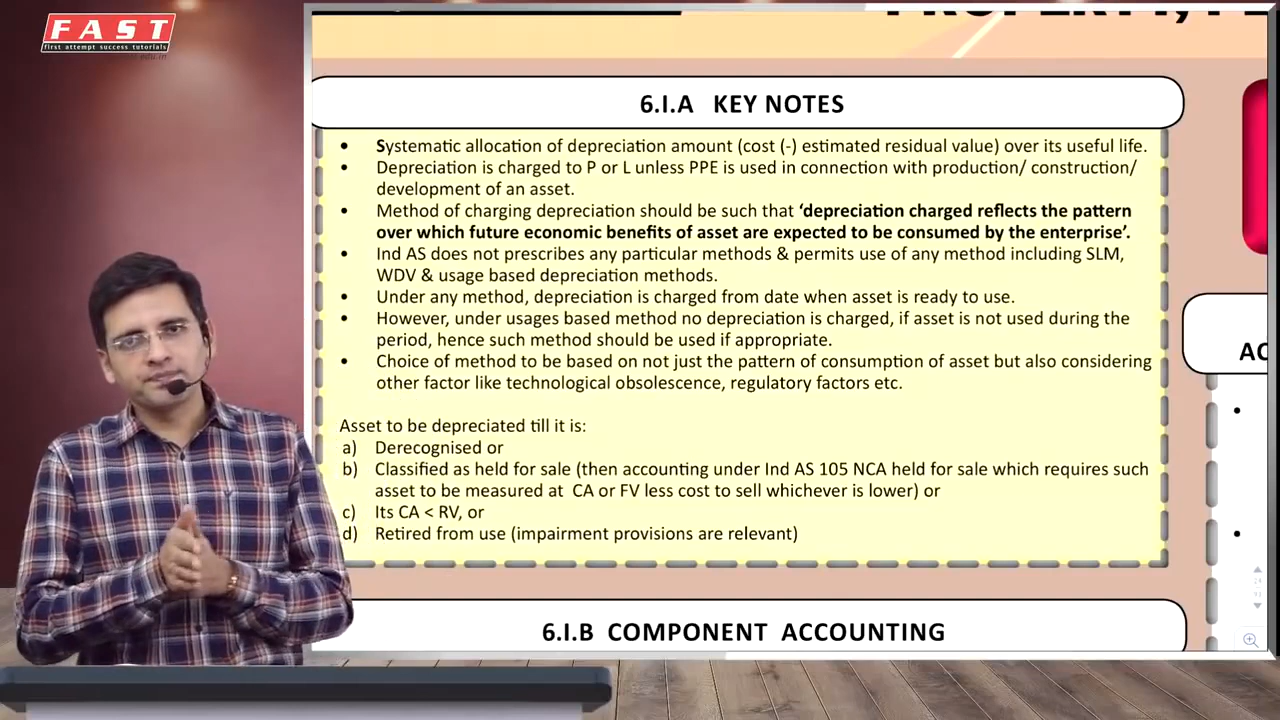 FAST
first attempt success tutorials
6.I.A KEY NOTES
• Systematic allocation of depreciation amount (cost (-) estimated residual value) over its useful life.
• Depreciation is charged to P or L unless PPE is used in connection with production/ construction/
development of an asset.
• Method of charging depreciation should be such that ‘depreciation charged reflects the pattern
over which future economic benefits of asset are expected to be consumed by the enterprise’.
• Ind AS does not prescribes any particular methods & permits use of any method including SLM,
WDV & usage based depreciation methods.
• Under any method, depreciation is charged from date when asset is ready to use.
• However, under usages based method no depreciation is charged, if asset is not used during the
period, hence such method should be used if appropriate.
• Choice of method to be based on not just the pattern of consumption of asset but also considering
other factor like technological obsolescence, regulatory factors etc.
Asset to be depreciated till it is:
a) Derecognised or
b) Classified as held for sale (then accounting under Ind AS 105 NCA held for sale which requires such
asset to be measured at CA or FV less cost to sell whichever is lower) or
c) Its CA < RV, or
d) Retired from use (impairment provisions are relevant)
6.I.B COMPONENT ACCOUNTING
AC